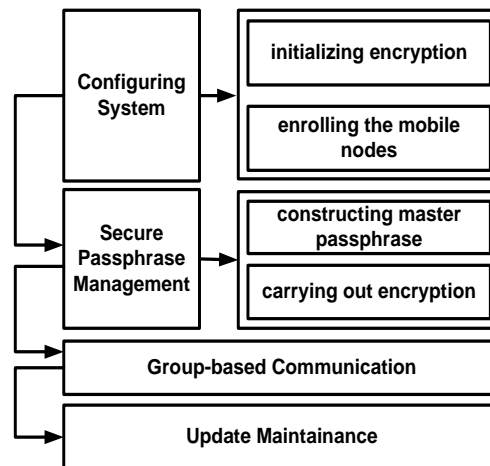 Configuring
System
initializing encryption
enrolling the mobile
nodes
Secure
Passphrase
Management
constructing master
passphrase
carrying out encryption
Group-based Communication
Update Maintainance